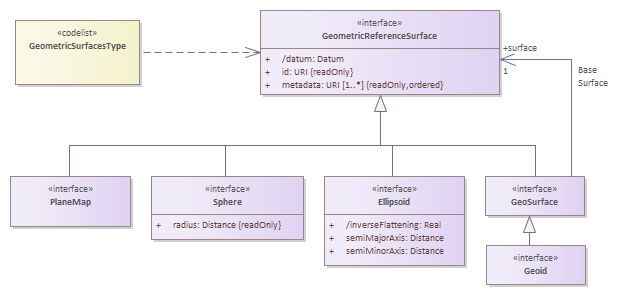 «codelist»
GeometricSurfacesType
«interface»
GeometricReferenceSurface
+ /datum: Datum
+ id: URI {readOnly}
+ metadata: URI [1..*] {readOnly,ordered}
+surface
1
Base
Surface
«interface»
PlaneMap
«interface»
Sphere
+ radius: Distance {readOnly}
«interface»
Ellipsoid
+ /inverseFlattening: Real
+ semiMajorAxis: Distance
+ semiMinorAxis: Distance
«interface»
GeoSurface
«interface»
Geoid